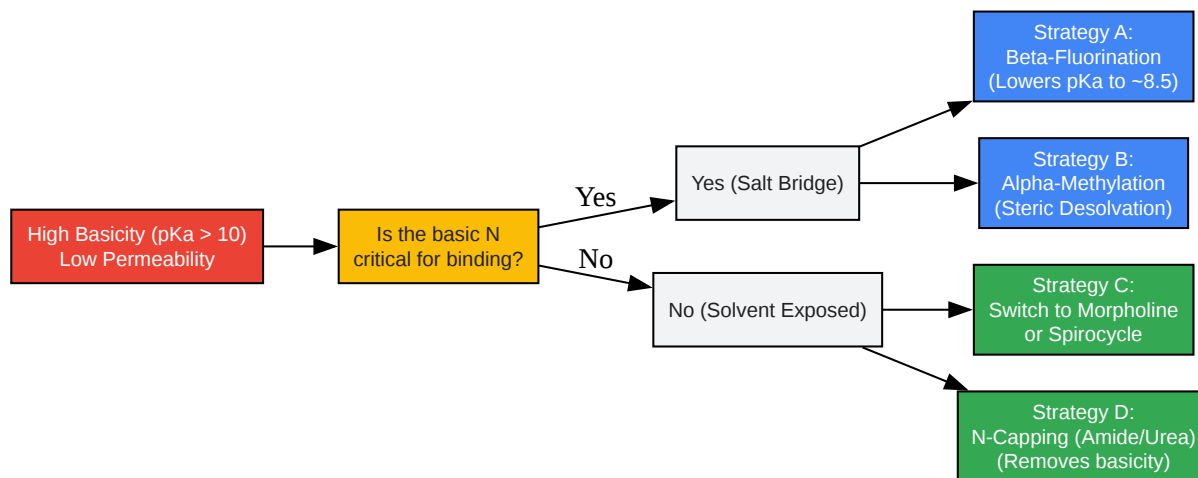 High Basicity (pKa > 10)
Low Permeability
Is the basic N
critical for binding?
Yes
No
Yes (Salt Bridge)
No (Solvent Exposed)
Strategy A:
Beta-Fluorination
(Lowers pKa to ~8.5)
Strategy B:
Alpha-Methylation
(Steric Desolvation)
Strategy C:
Switch to Morpholine
or Spirocycle
Strategy D:
N-Capping (Amide/Urea)
(Removes basicity)